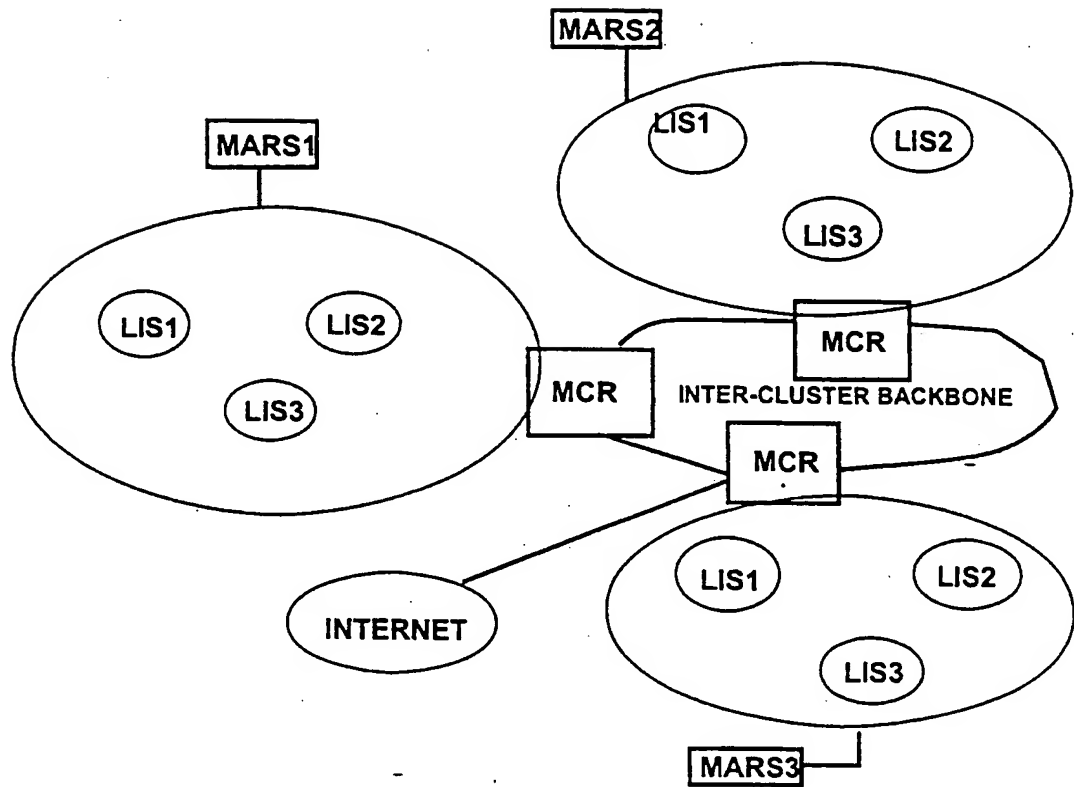 MARS2
LIS1
LIS2
LIS3
MARS1
LIS1
LIS2
LIS3
MCR
MCR
INTER-CLUSTER BACKBONE
MCR
INTERNET
LIS1
LIS2
LIS3
MARS3